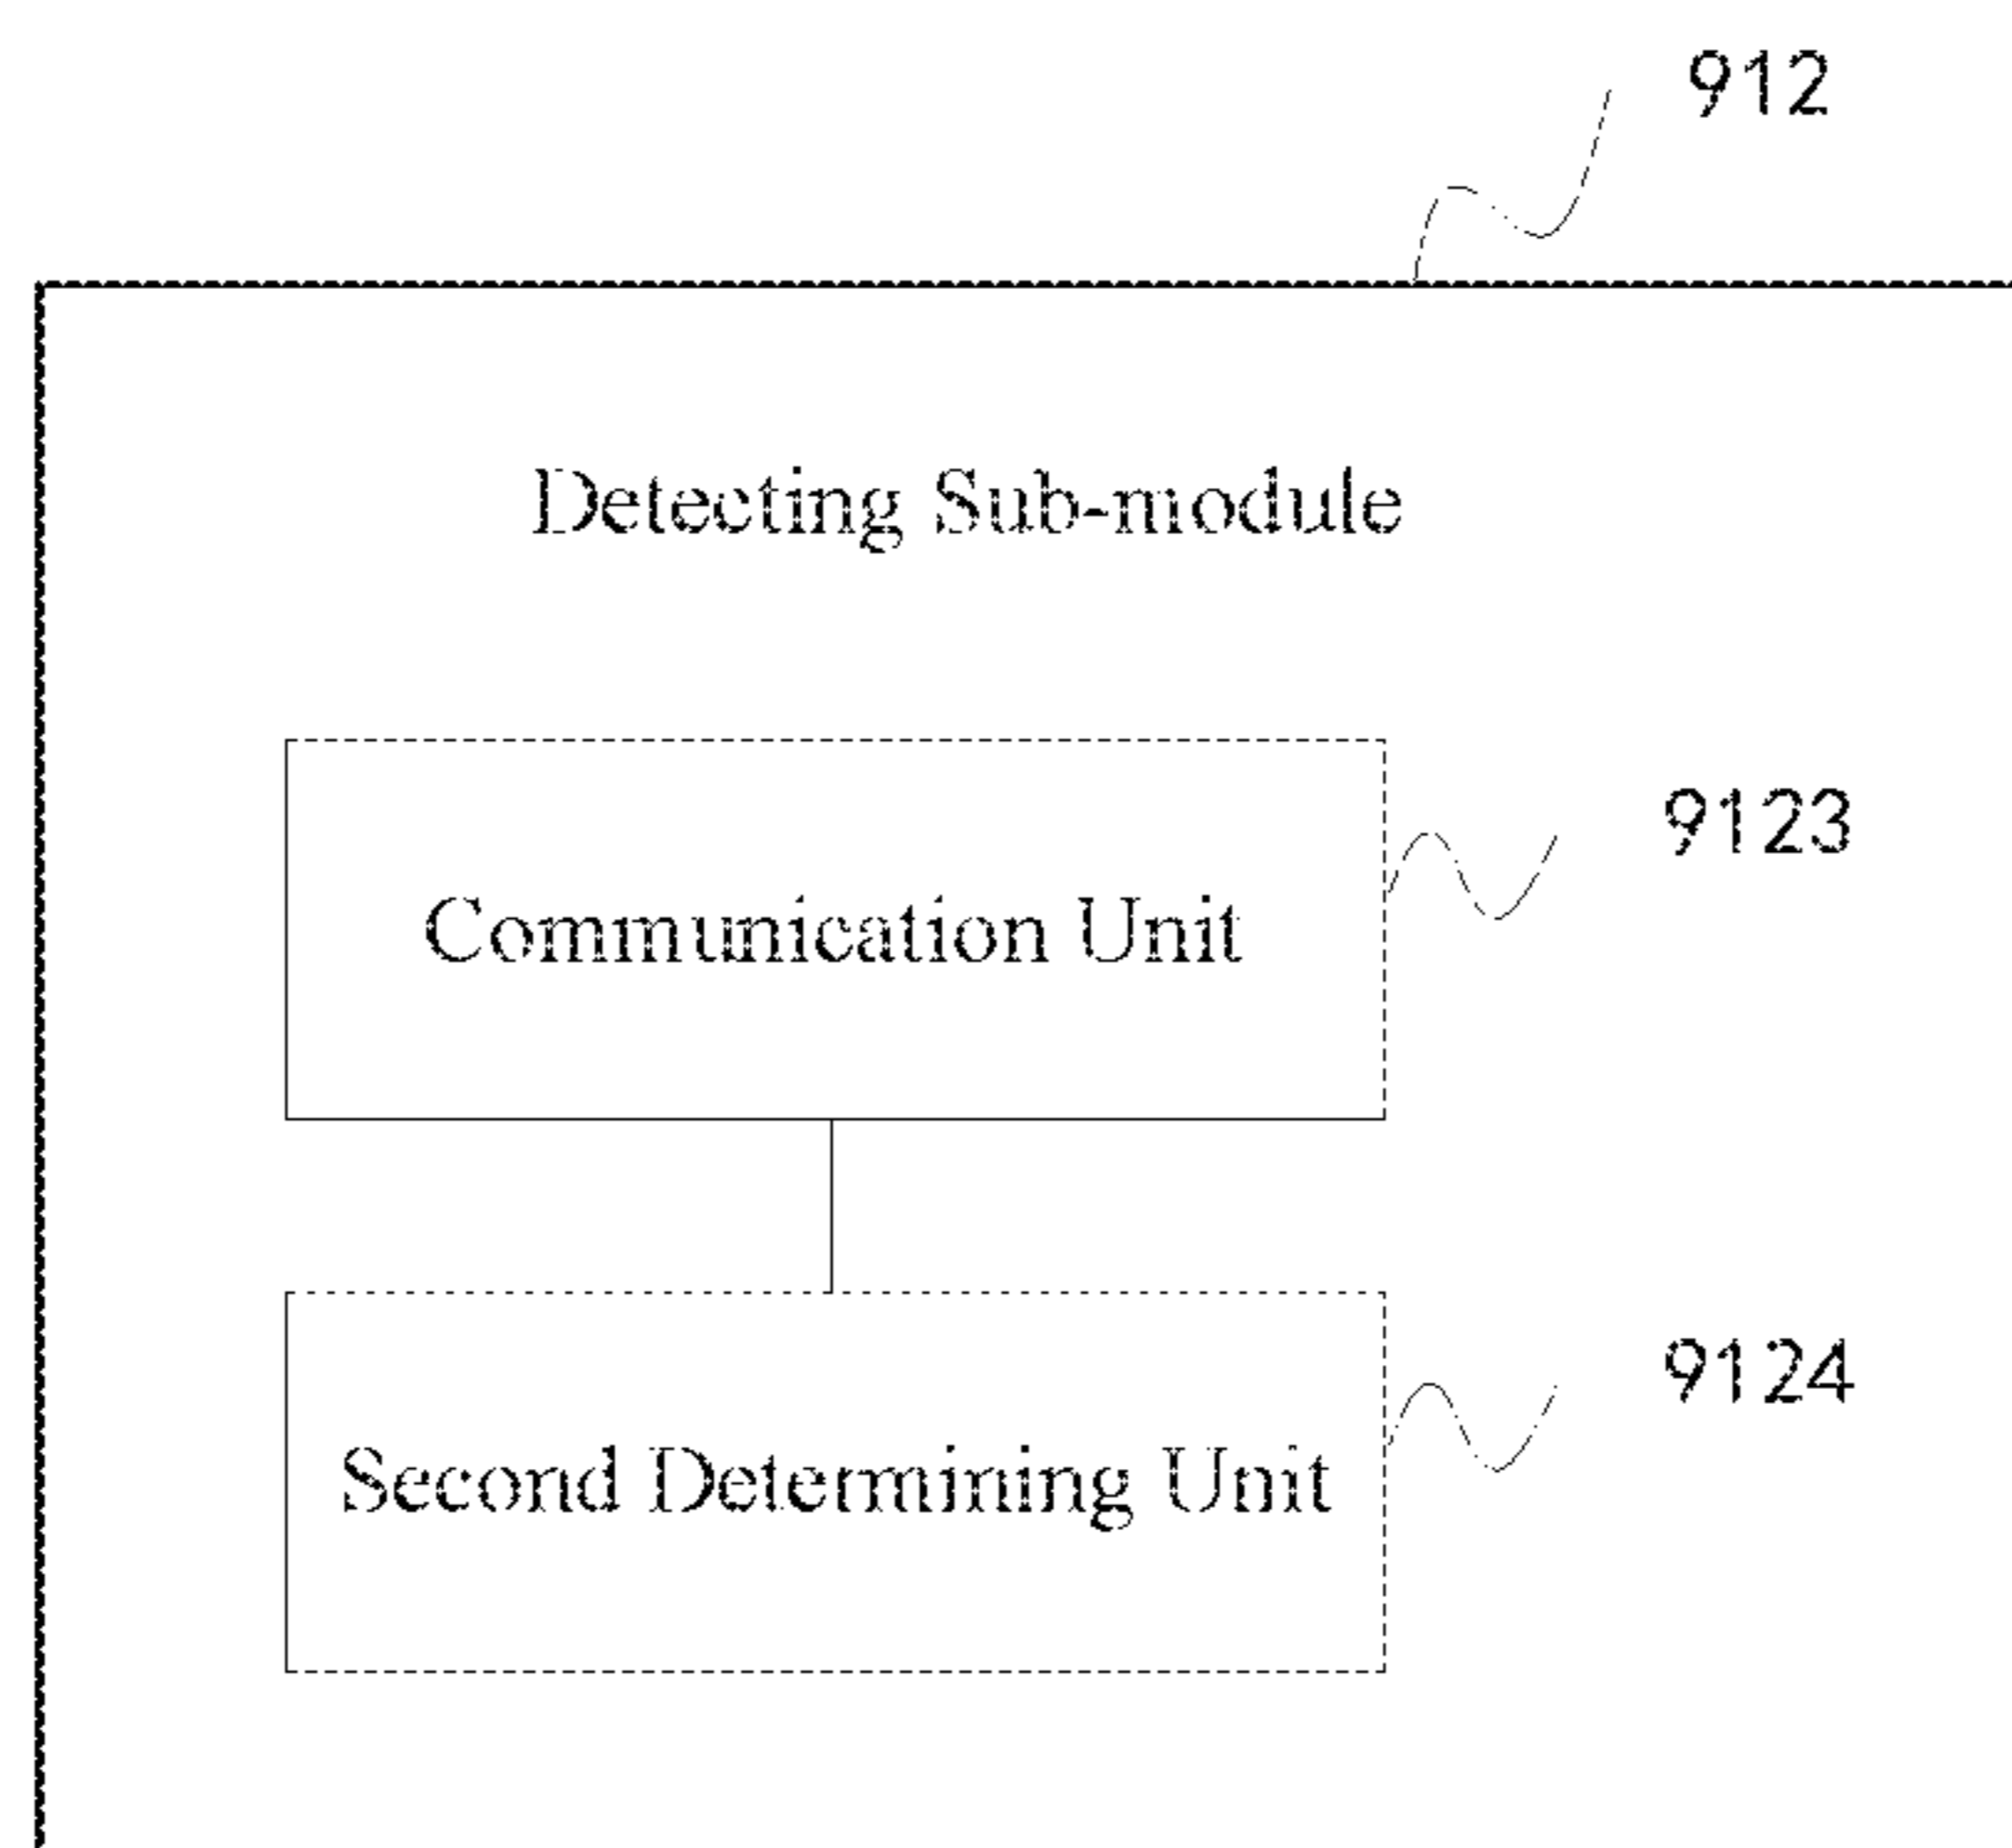 912
Detecting Sub-module
9123
Communication Unit
9124
Second Determining Unit